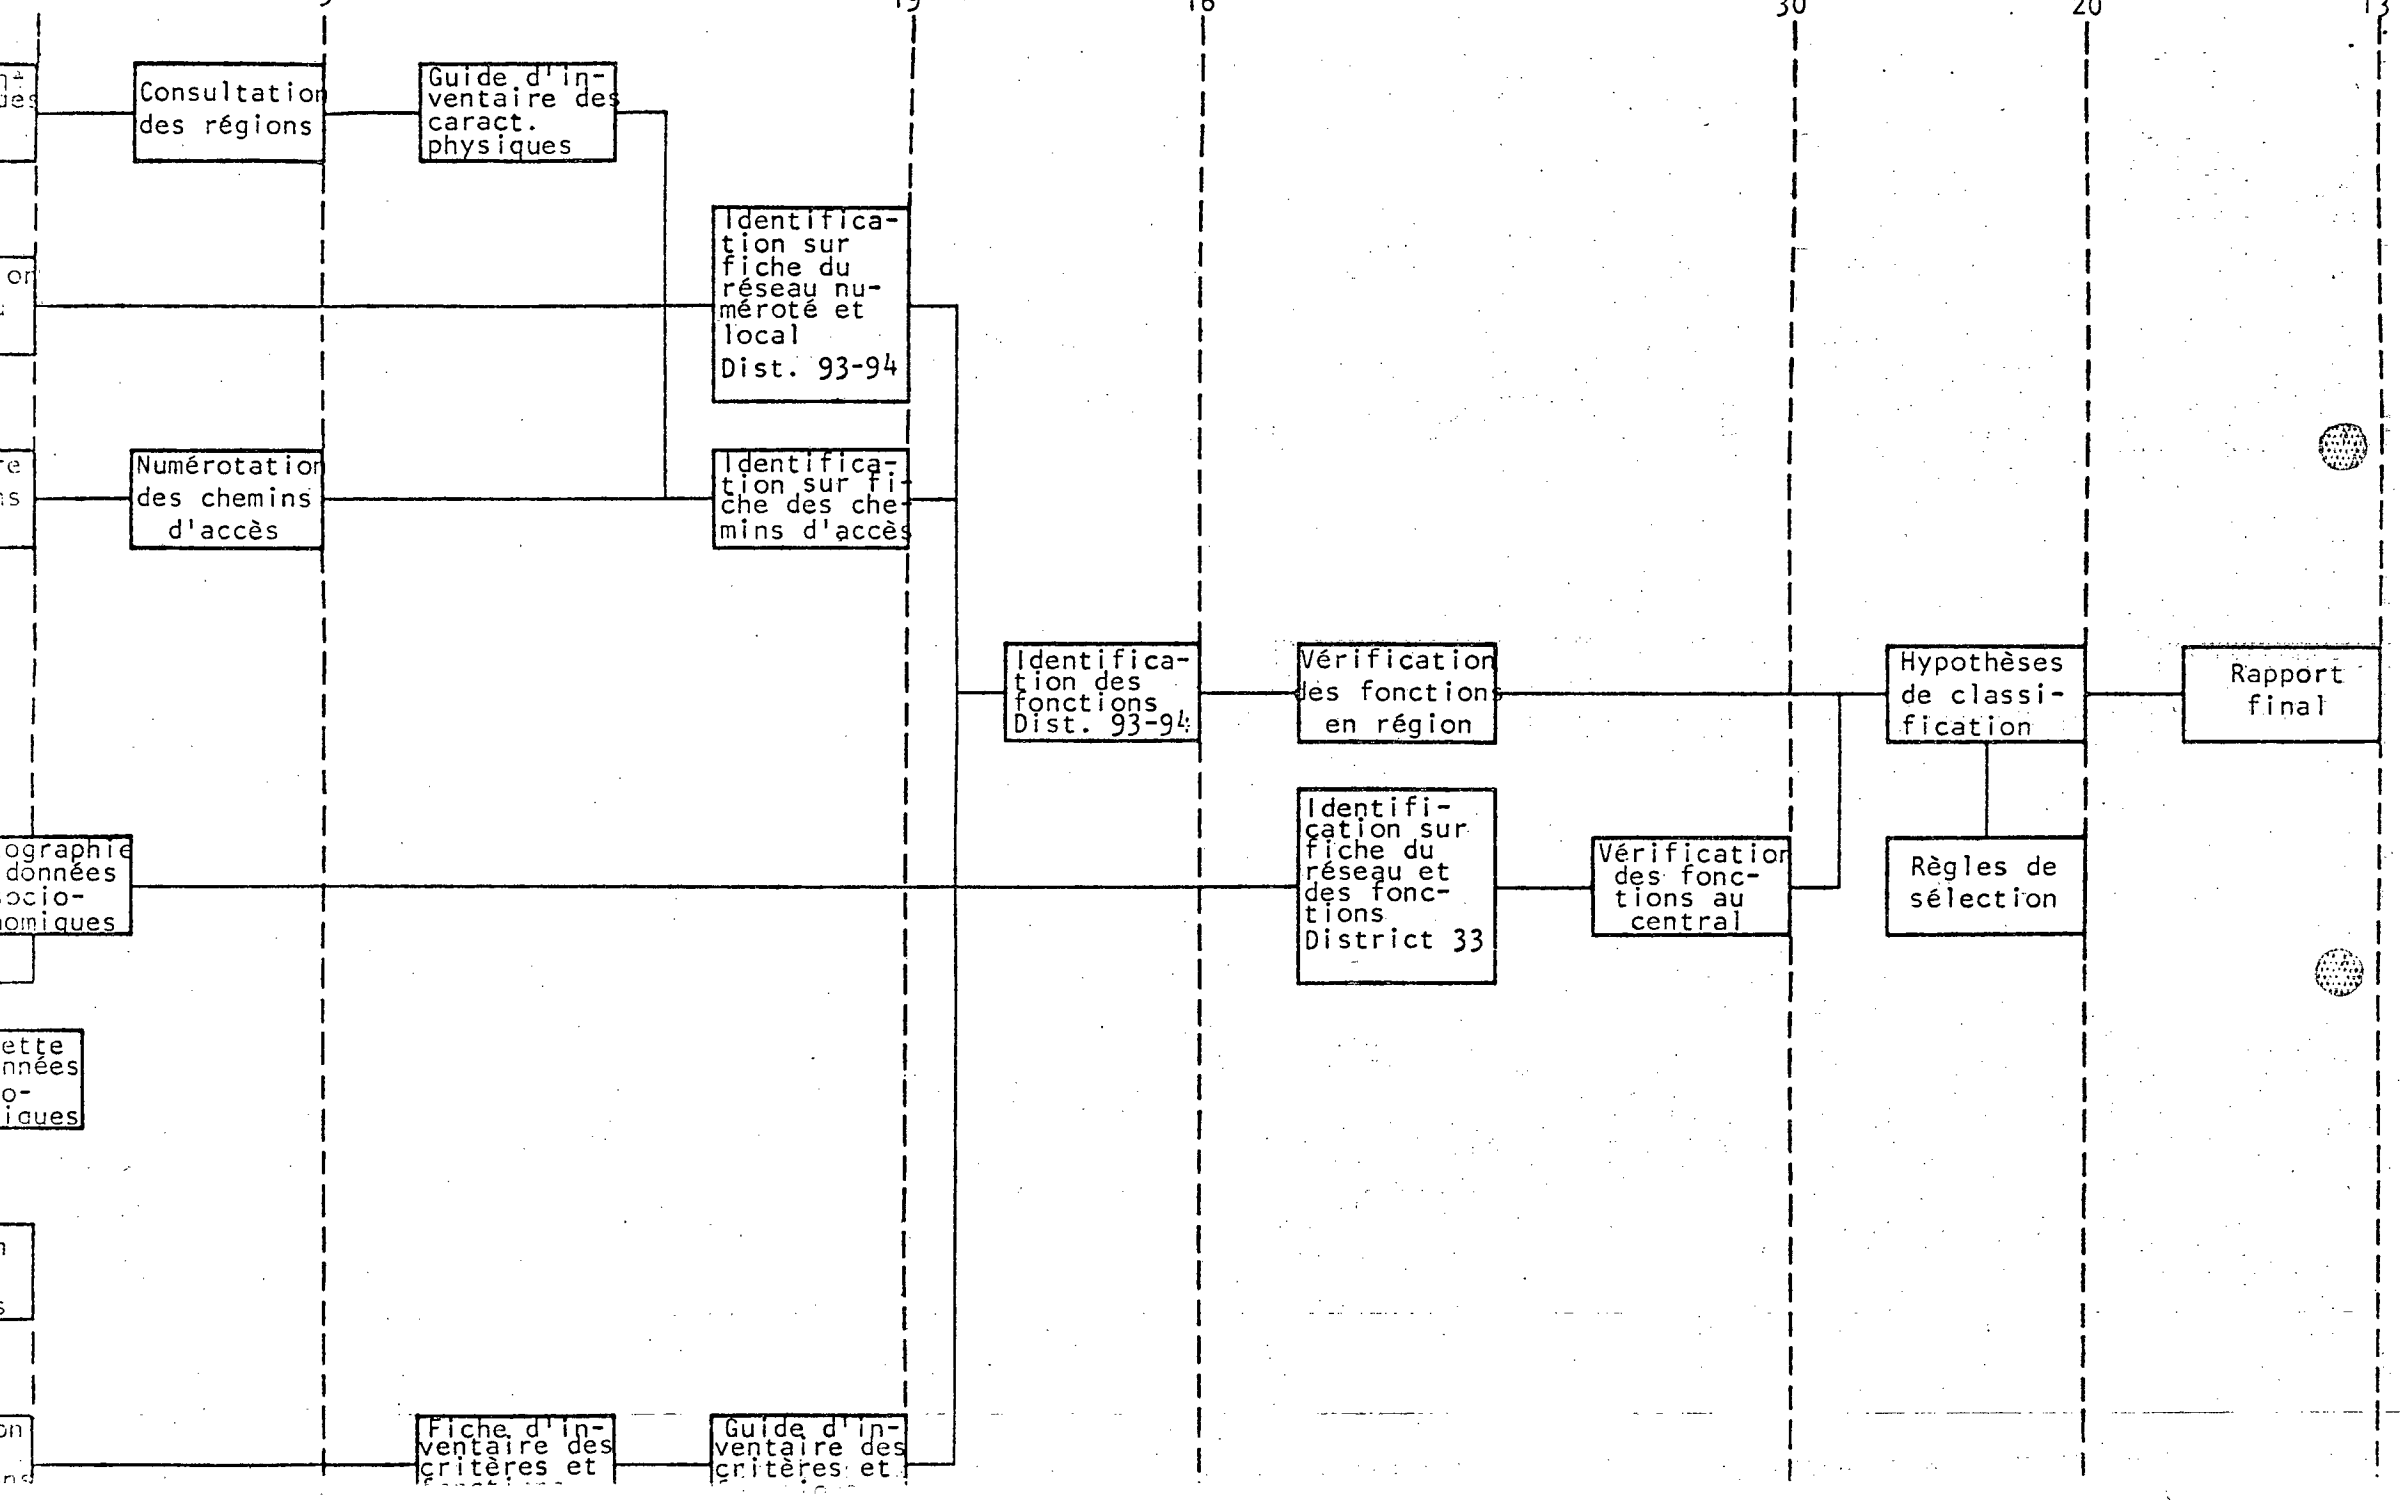 19
16
30
20
13
Consultation
des régions
Guide d'in-
ventaire des
caract.
physiques
Identifica-
tion sur
fiche du
réseau nu-
méroté et
local
Dist. 93-94
Numérotation
des chemins
d'accès
Identifica-
tion sur fi-
che des che-
mins d'accès
Identifica-
tion des
fonctions
Dist. 93-94
Vérification
des fonctions
en région
Hypothèses
de classi-
fication
Rapport
final
ographie
données
socio-
nomiques
Identifi-
cation sur
fiche du
réseau et
des fonc-
tions
District 33
Vérification
des fonc-
tions au
central
Règles de
sélection
ette
nnées
o-
iques
Fiche d'in-
ventaire des
critères et
Guide d'in-
ventaire des
critères et